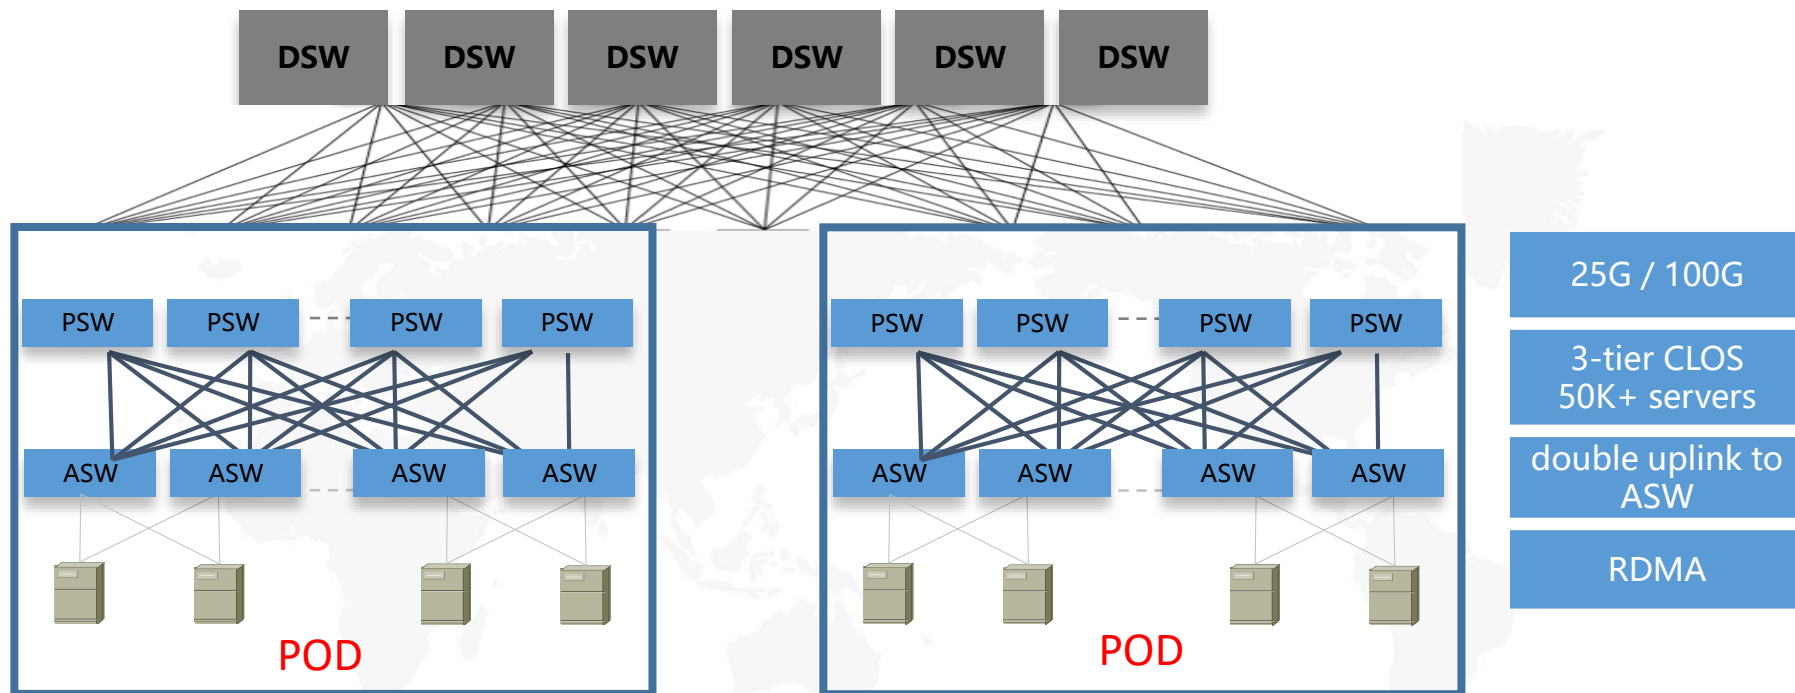 DSW DSW DSW DSW DSW DSW
PSW PSW PSW PSW
ASW ASW ASW ASW
POD
PSW PSW PSW PSW
ASW ASW ASW ASW
POD
25G / 100G
3-tier CLOS
50K+ servers
double uplink to
ASW
RDMA